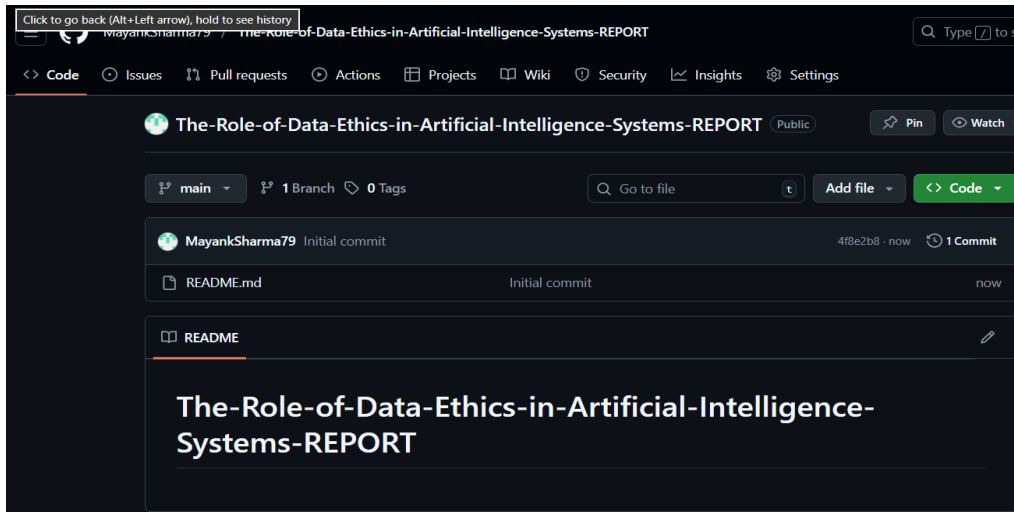 Click to go back (Alt+Left arrow), hold to see history
MayankSharma79 / The-Role-of-Data-Ethics-in-Artificial-Intelligence-Systems-REPORT
Type / to
Code Issues Pull requests Actions Projects Wiki Security Insights Settings
The-Role-of-Data-Ethics-in-Artificial-Intelligence-Systems-REPORT Public Pin Watch
main 1 Branch 0 Tags Go to file t Add file Code
MayankSharma79 Initial commit 4f8e2b8 · now 1 Commit
README.md Initial commit now
README
The-Role-of-Data-Ethics-in-Artificial-Intelligence-
Systems-REPORT